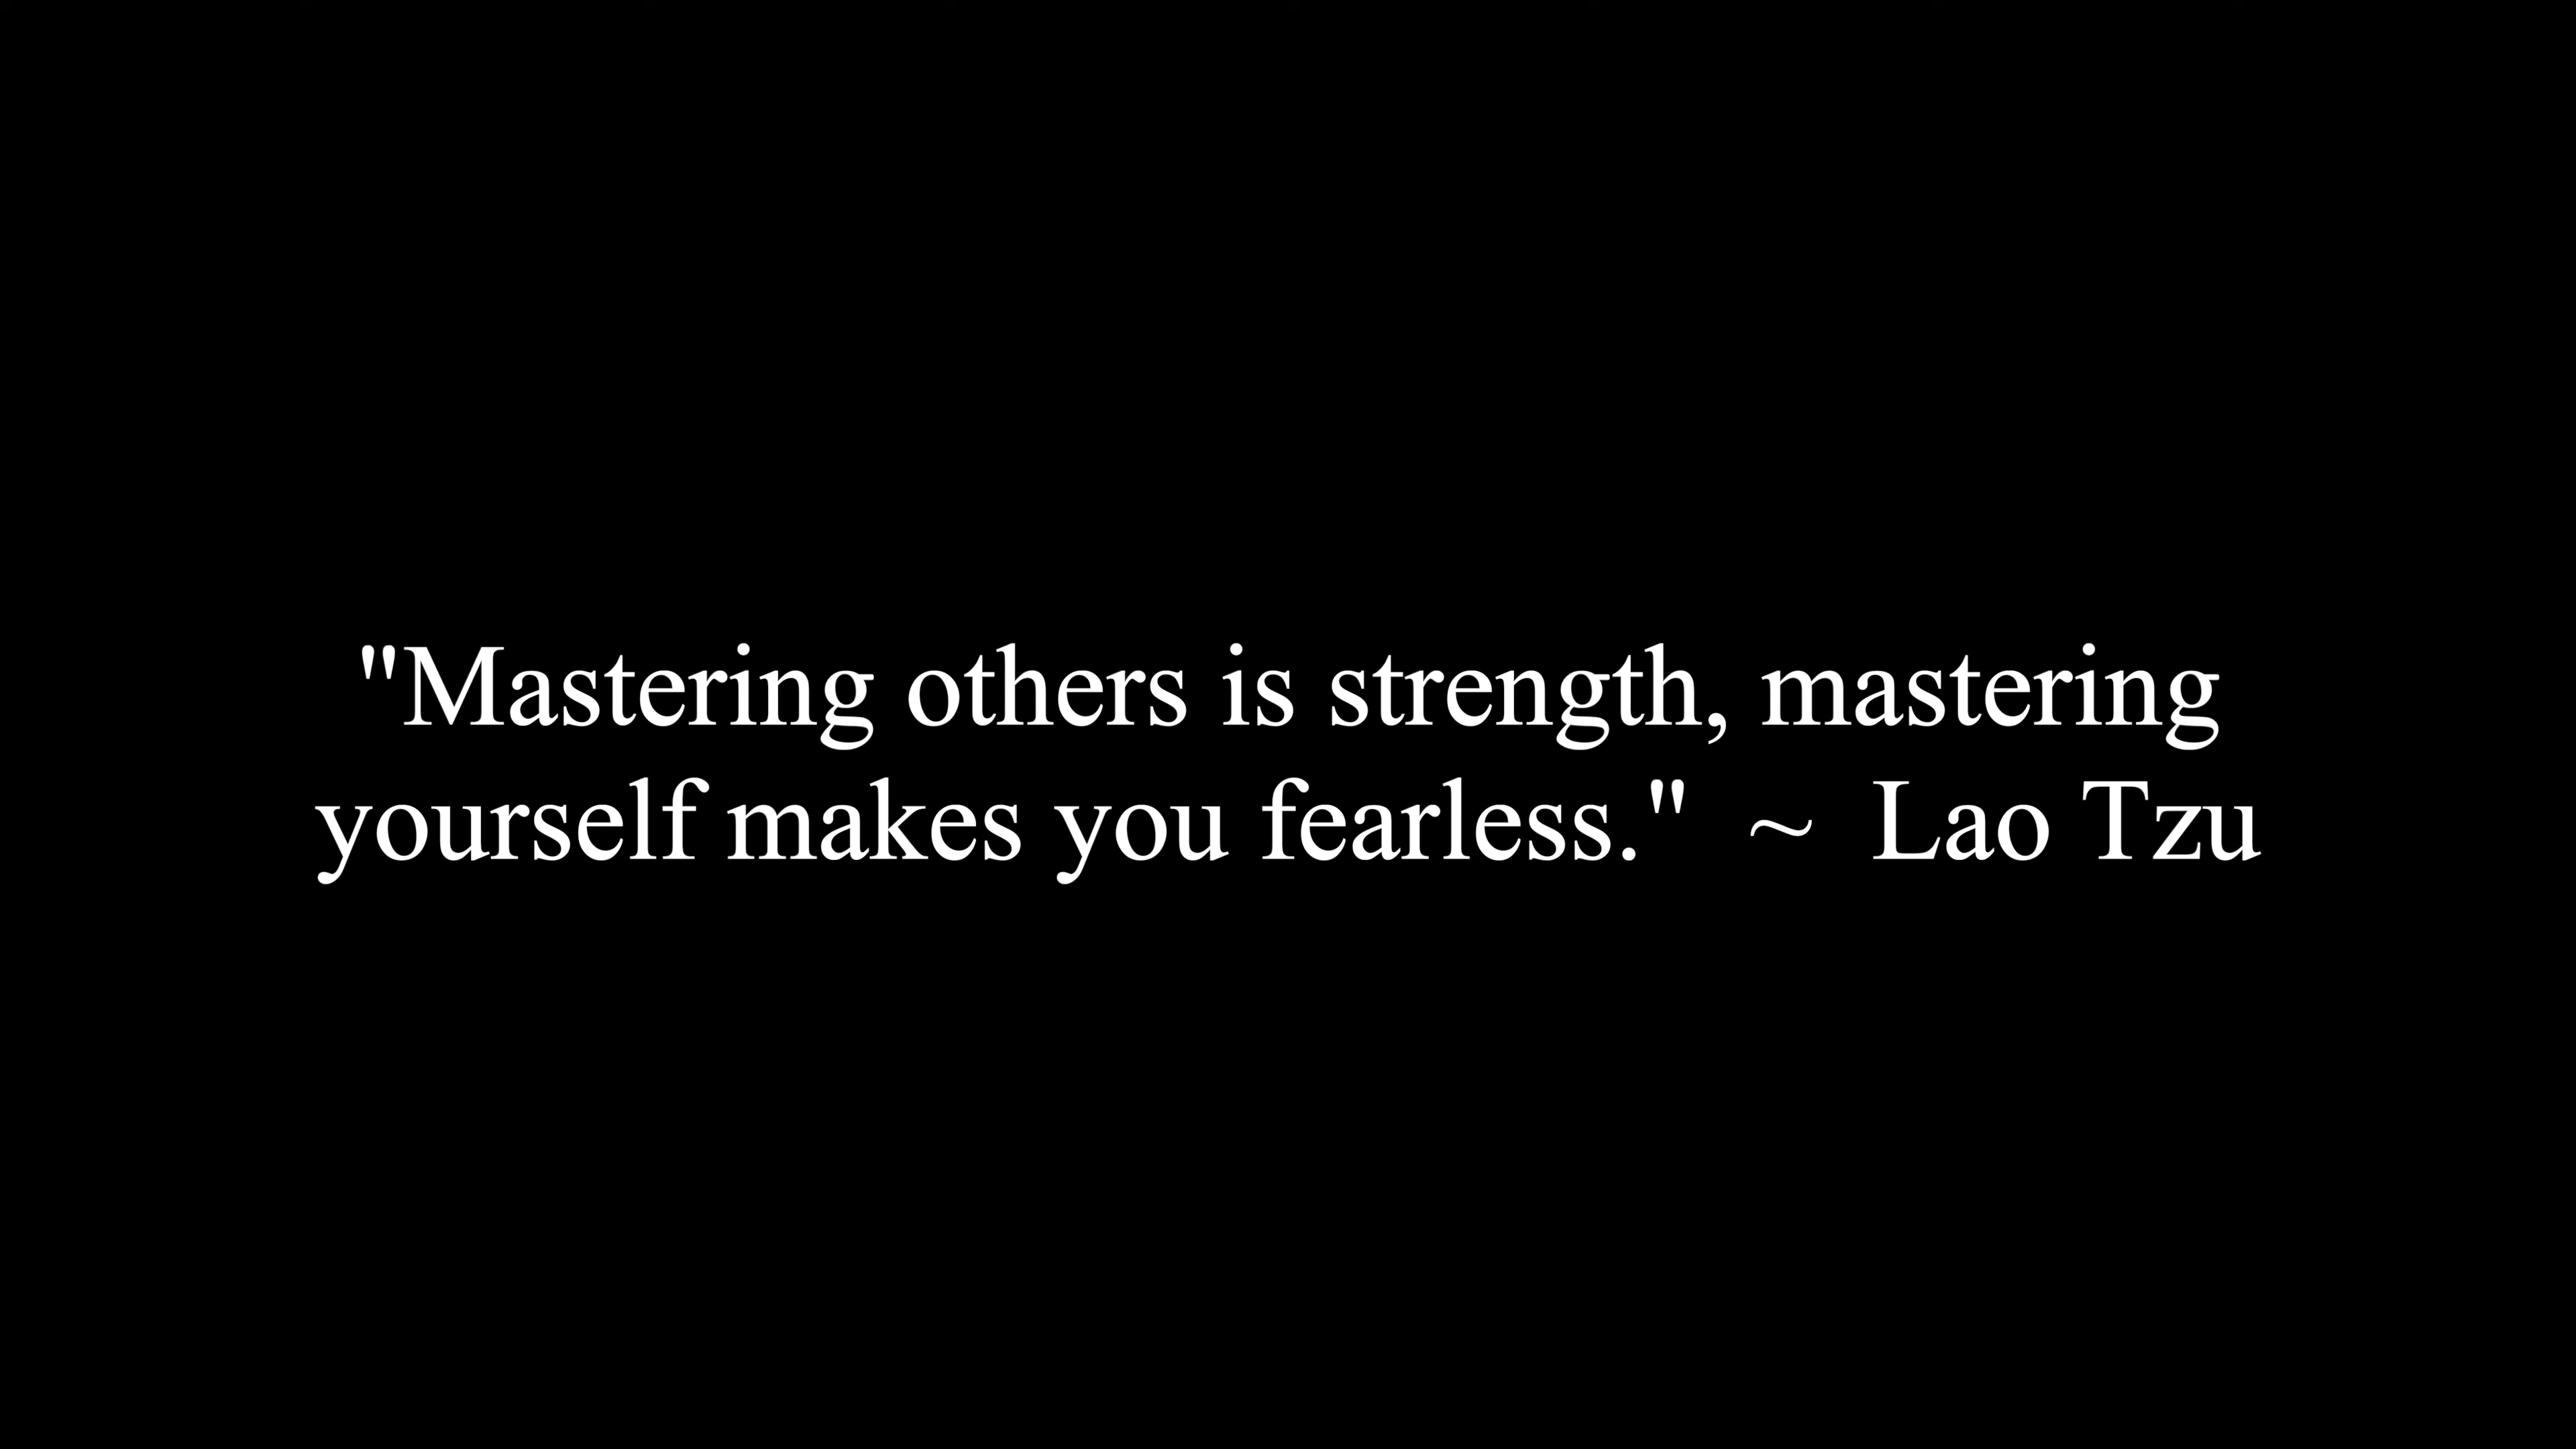 "Mastering others is strength, mastering
yourself makes you fearless."  ~  Lao Tzu